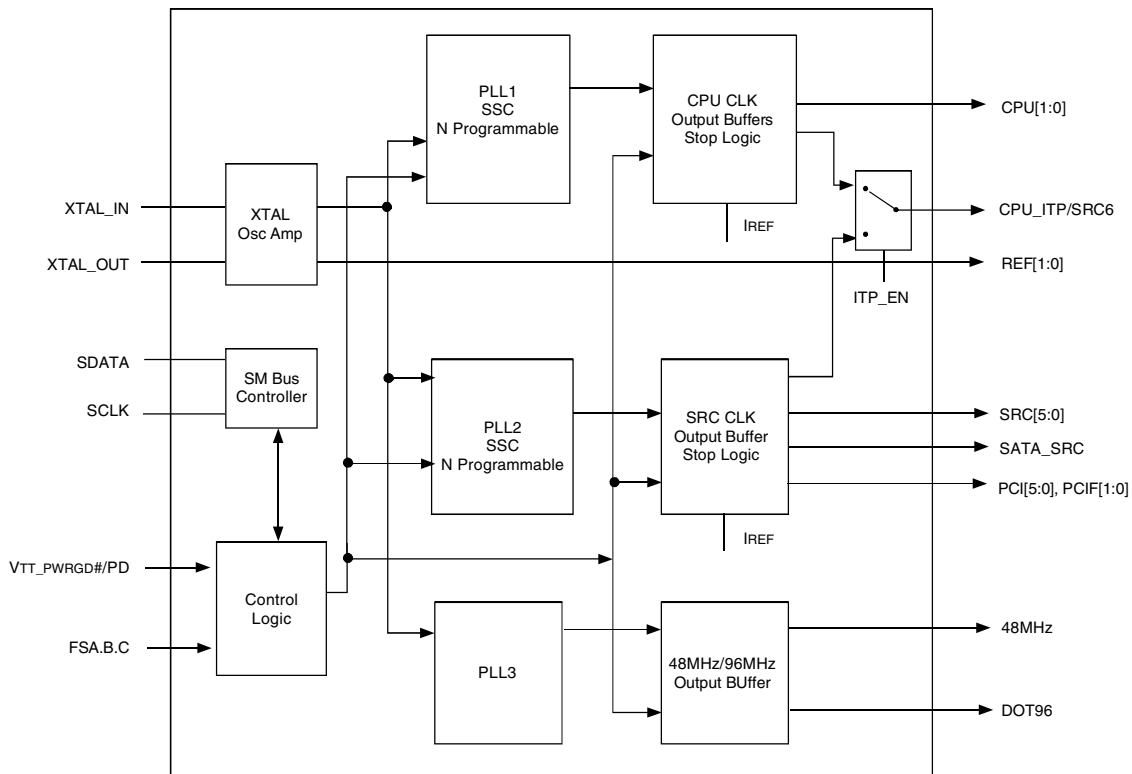 PLL1
SSC
N Programmable
CPU CLK
Output Buffers
Stop Logic
CPU[1:0]
XTAL_IN
XTAL
Osc Amp
IREF
CPU_ITP/SRC6
XTAL_OUT
REF[1:0]
ITP_EN
SDATA
SM Bus
Controller
SCLK
PLL2
SSC
N Programmable
SRC CLK
Output Buffer
Stop Logic
SRC[5:0]
SATA_SRC
PCI[5:0], PCIF[1:0]
IREF
VTT_PWRGD#/PD
Control
Logic
FSA.B.C
PLL3
48MHz/96MHz
Output BUffer
48MHz
DOT96